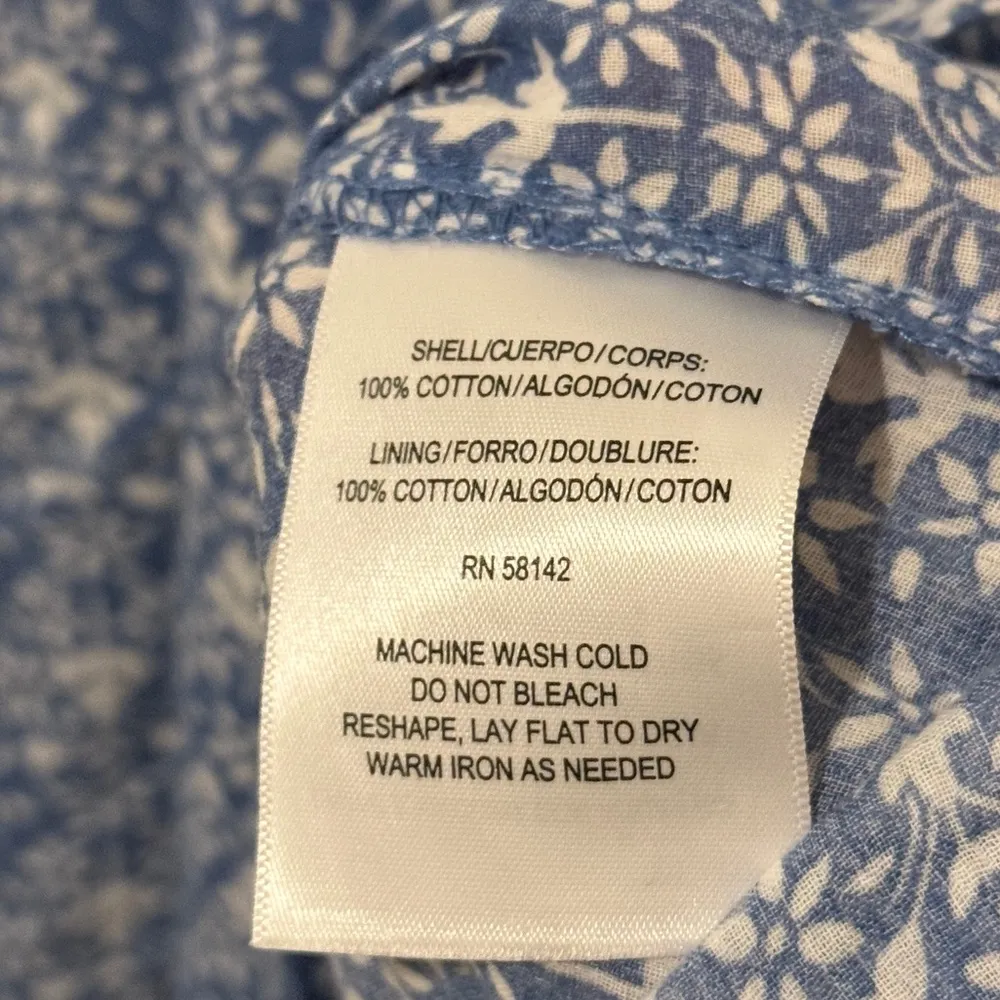 SHELL/CUERPO/CORPS:
100% COTTON/ALGODÓN/COTON
LINING/FORRO/DOUBLURE:
100% COTTON/ALGODÓN/COTON
RN 58142
MACHINE WASH COLD
DO NOT BLEACH
RESHAPE, LAY FLAT TO DRY
WARM IRON AS NEEDED